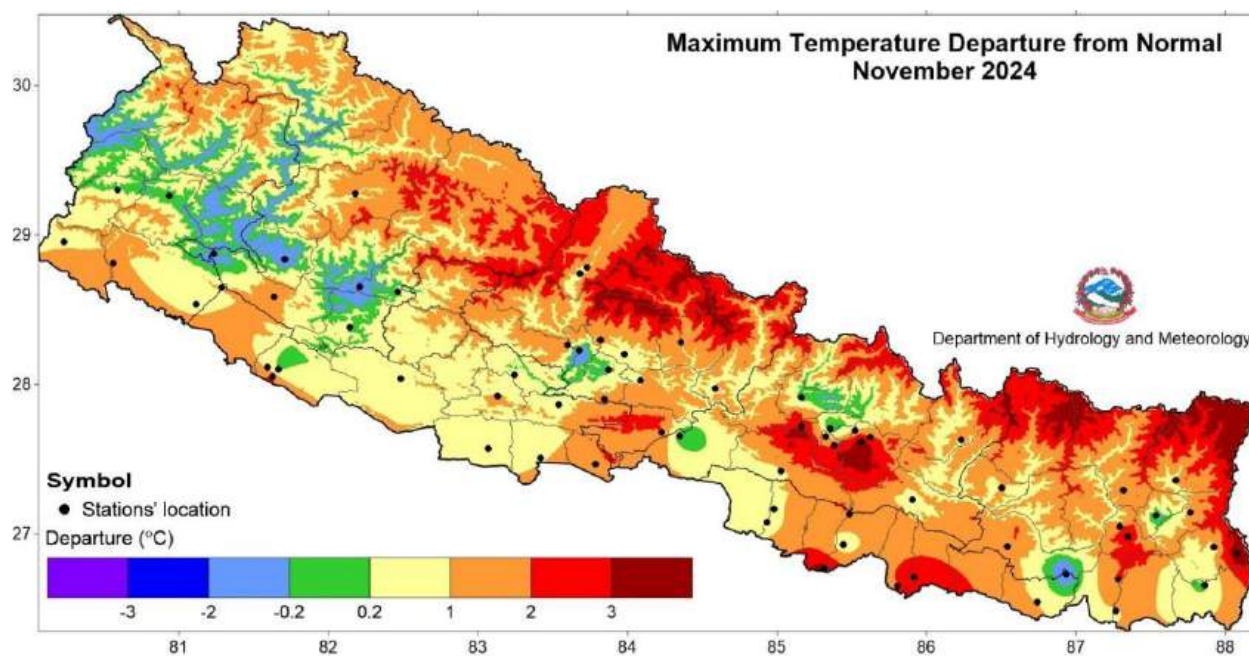 Maximum Temperature Departure from Normal
November 2024
30
29
28
27
Department of Hydrology and Meteorology
Symbol
Stations' location
Departure (°C)
-3 -2 -0.2 0.2 1 2 3
81 82 83 84 85 86 87 88